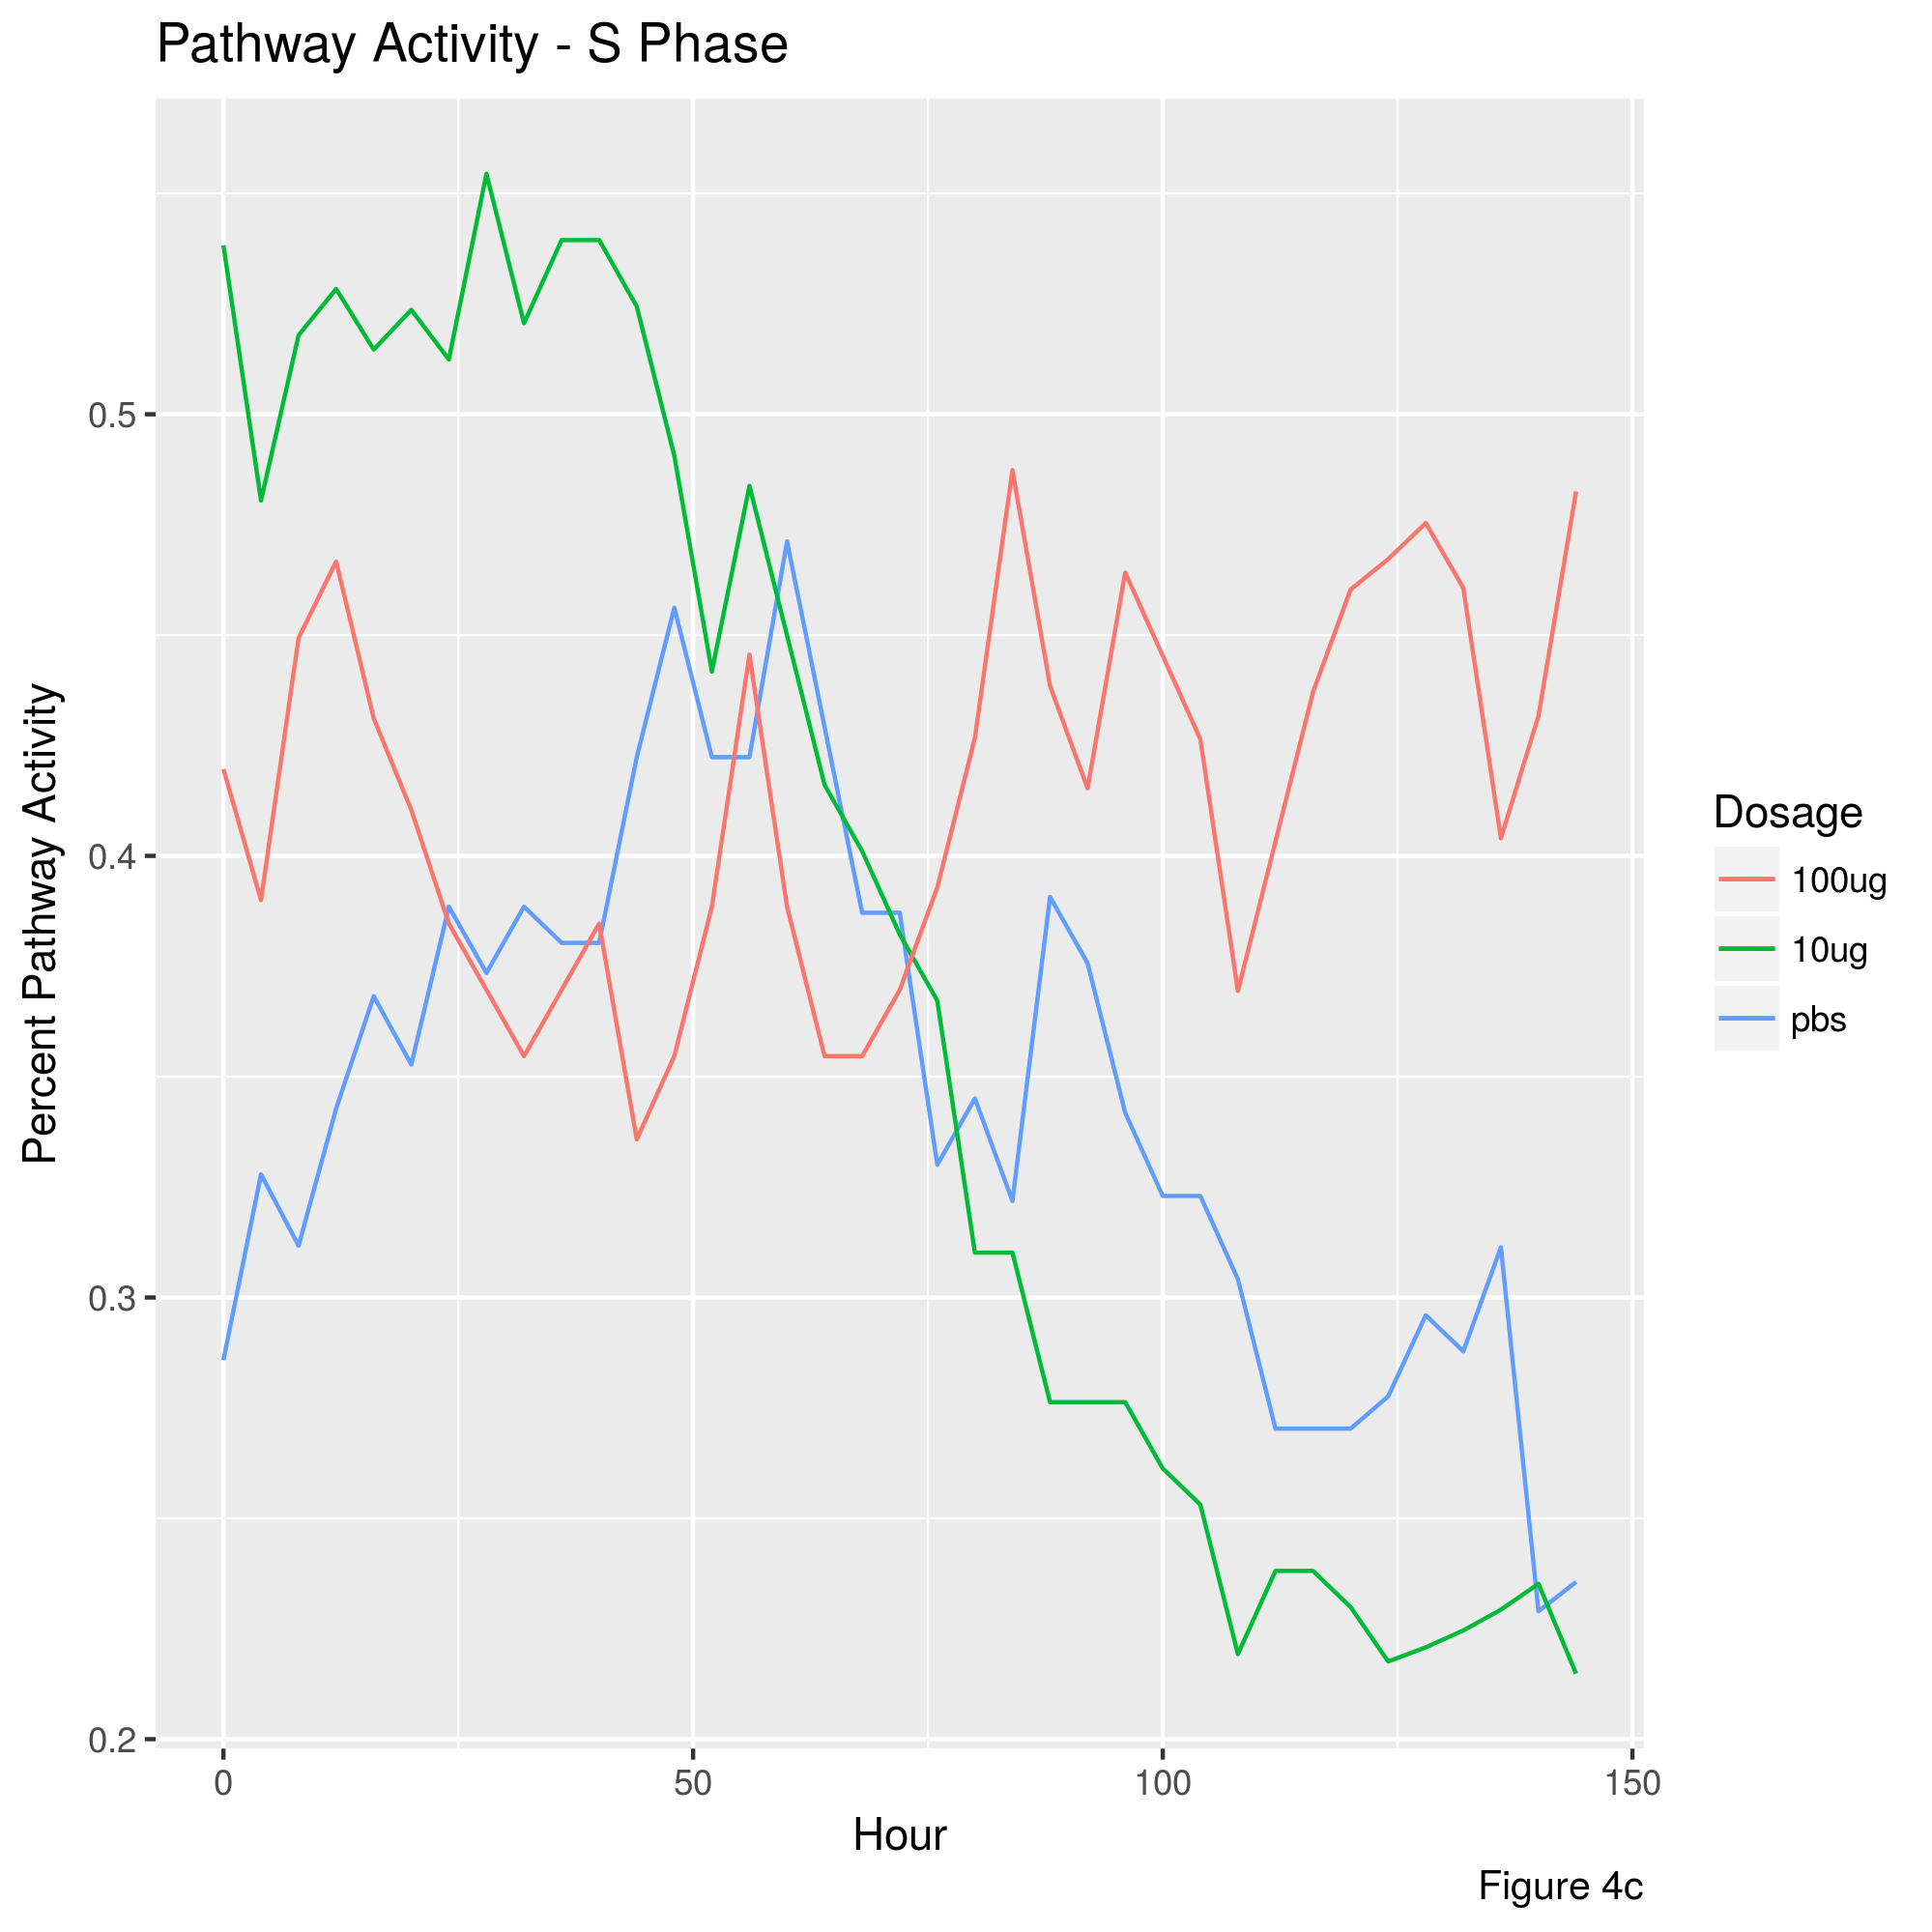 Pathway Activity - S Phase
Percent Pathway Activity
0.5
0.4
0.3
0.2
0
50
100
150
Hour
Dosage
100ug
10ug
pbs
Figure 4c